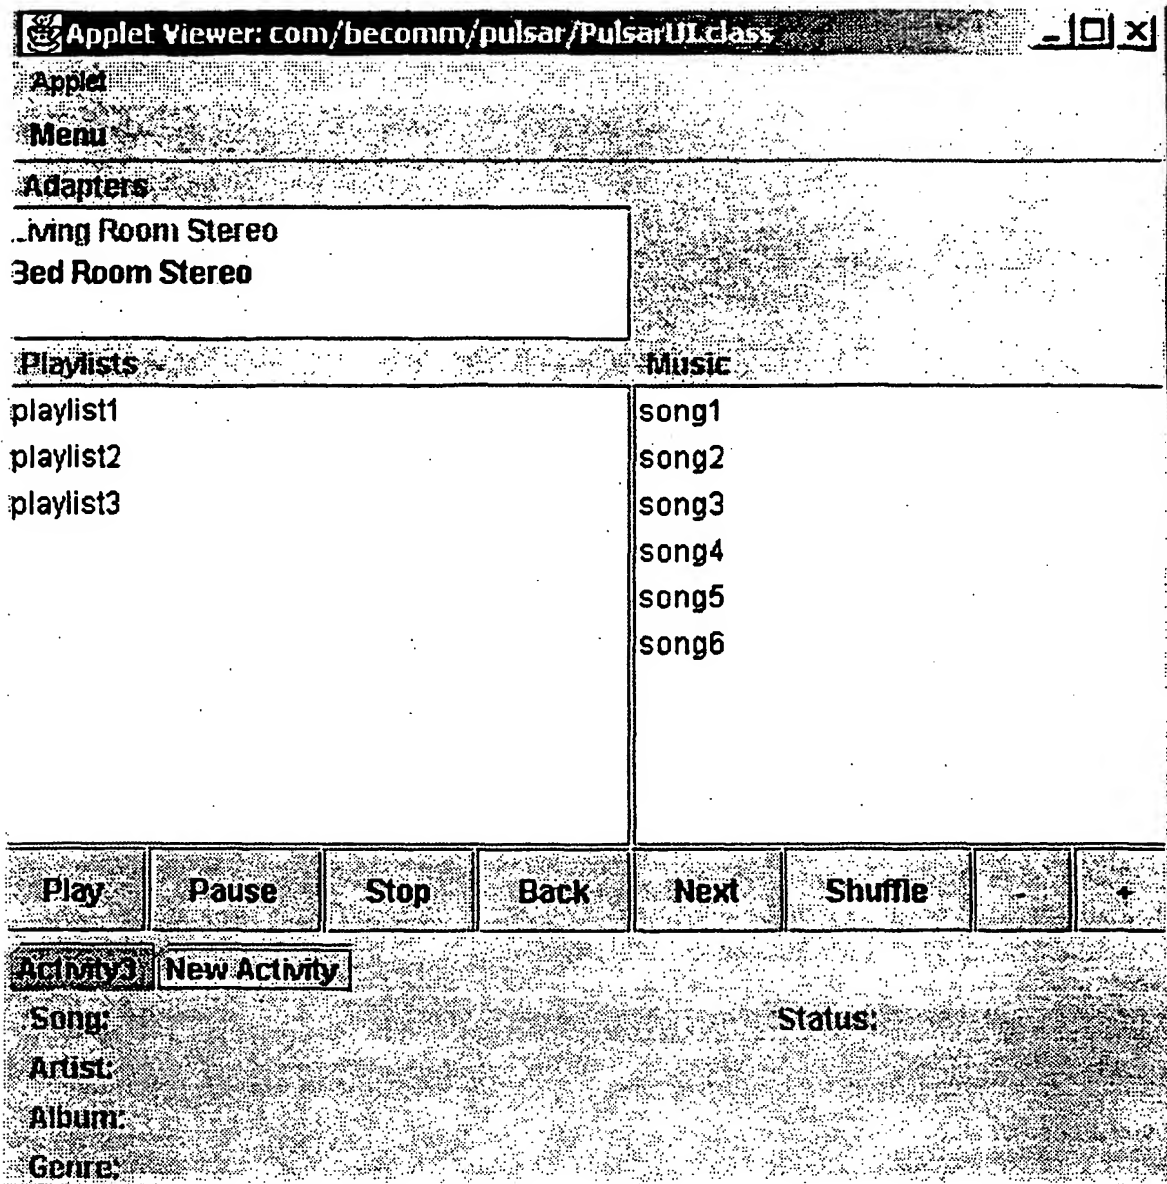 Applet Viewer: com/becomm/pulsar/PulsarUI.class
Applet
Menu
Adapters
Living Room Stereo
Bed Room Stereo
Playlists
Music
playlist1
playlist2
playlist3
song1
song2
song3
song4
song5
song6
Play Pause Stop Back Next Shuffle - +
Activity3 New Activity
Song: Status:
Artist:
Album:
Genre: